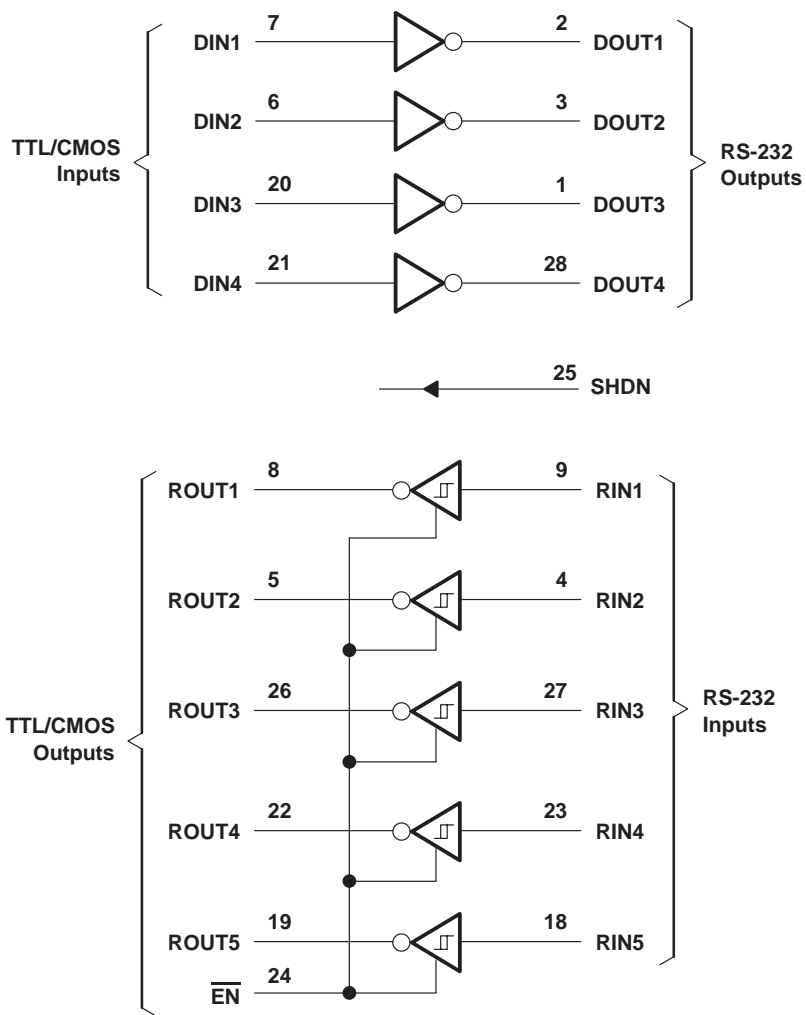 7 2
DIN1 DOUT1
6 3
DIN2 DOUT2
TTL/CMOS
Inputs
RS-232
Outputs
20 1
DIN3 DOUT3
21 28
DIN4 DOUT4
25
SHDN
8 9
ROUT1 RIN1
5 4
ROUT2 RIN2
26 27
ROUT3 RIN3
TTL/CMOS
Outputs
RS-232
Inputs
22 23
ROUT4 RIN4
19 18
ROUT5 RIN5
24
E̅N̅